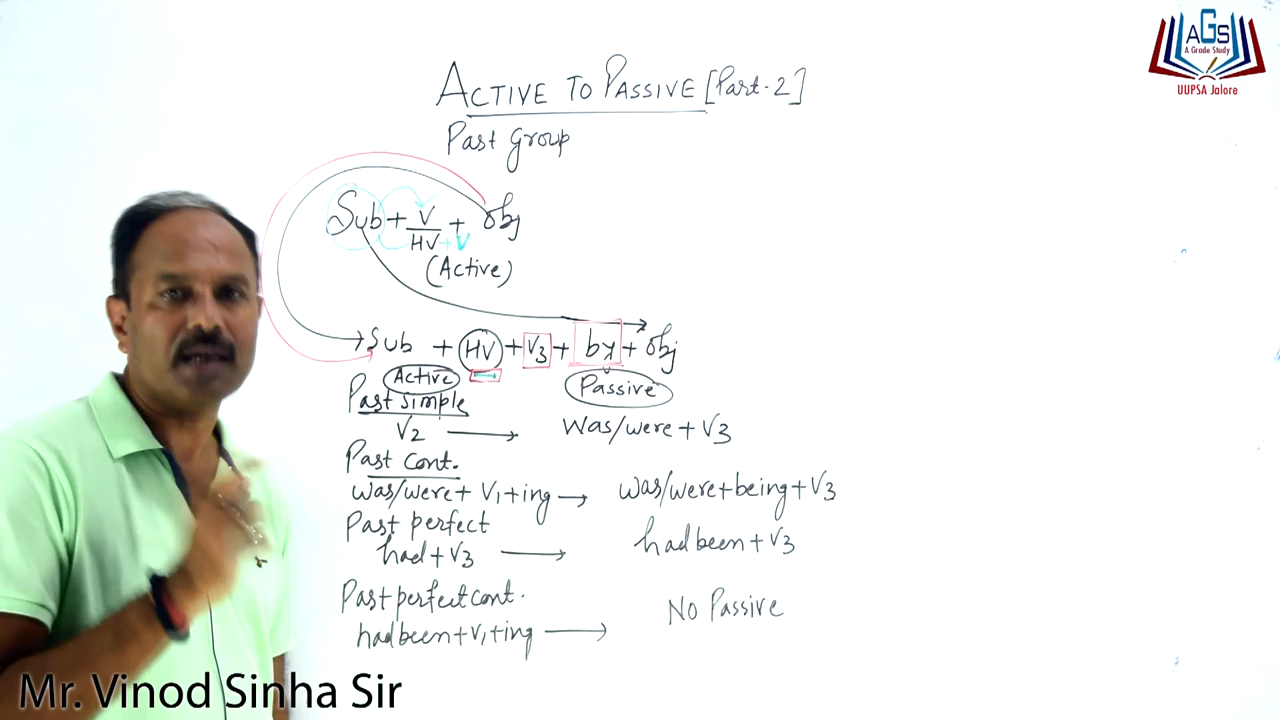 ACTIVE TO PASSIVE [Part-2]
Past Group
Sub + V/HV + V + Obj
(Active)
Sub + HV + V3 + by + Obj
Active Passive
Past Simple
V2 → Was/were + V3
Past Cont.
was/were + V1 + ing → was/were + being + V3
Past perfect
had + V3 → had been + V3
Past perfect cont.
had been + V1 + ing → No Passive
AGS
A Grade Study
UUPSA Jalore
Mr. Vinod Sinha Sir